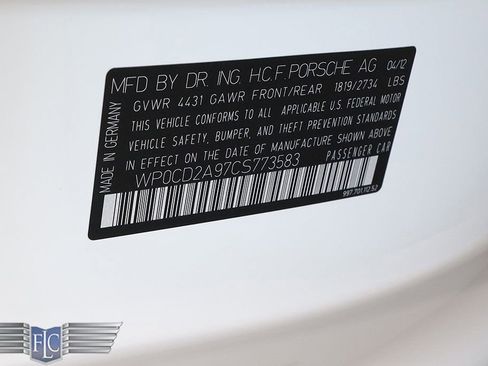 MFD BY DR. ING. H.C.F. PORSCHE AG 04/12
GVWR 4431 GAWR FRONT/REAR 1819/2734 LBS
THIS VEHICLE CONFORMS TO ALL APPLICABLE U.S. FEDERAL MOTOR
VEHICLE SAFETY, BUMPER, AND THEFT PREVENTION STANDARDS
IN EFFECT ON THE DATE OF MANUFACTURE SHOWN ABOVE
WP0CD2A97CS773583 PASSENGER CAR
997.701.112.52
MADE IN GERMANY
FLC